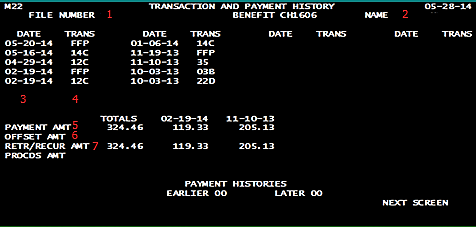 M22 TRANSACTION AND PAYMENT HISTORY 05-28-14
FILE NUMBER 1 BENEFIT CH1606 NAME 2
DATE TRANS DATE TRANS DATE TRANS DATE TRANS
05-20-14 FFP 01-06-14 14C
05-16-14 14C 11-19-13 FFP
04-29-14 12C 11-10-13 35
02-19-14 FFP 10-03-13 03B
02-19-14 12C 10-03-13 22D
3 4
TOTALS 02-19-14 11-10-13
PAYMENT AMT 5 324.46 119.33 205.13
OFFSET AMT 6
RETR/RECUR AMT 7 324.46 119.33 205.13
PROCDS AMT
PAYMENT HISTORIES
EARLIER 00 LATER 00
NEXT SCREEN